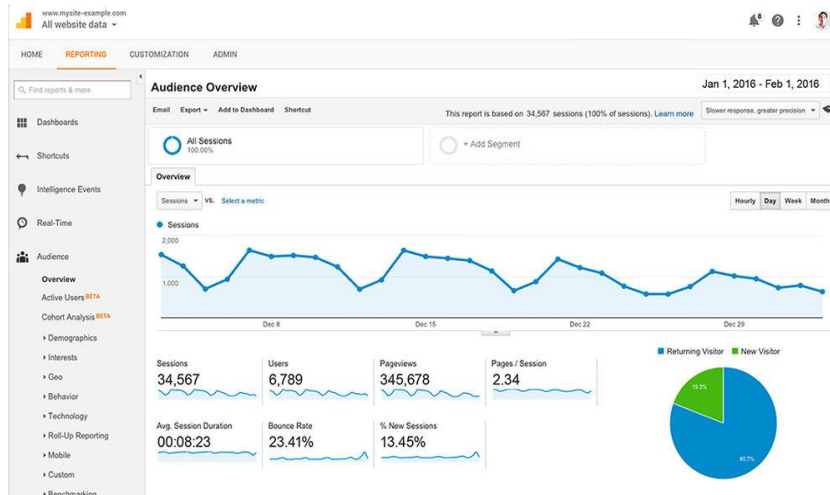 www.mysite-example.com
All website data
8
HOME REPORTING CUSTOMIZATION ADMIN
Find reports & more
Dashboards
Shortcuts
Intelligence Events
Real-Time
Audience
Overview
Active Users BETA
Cohort Analysis BETA
Demographics
Interests
Geo
Behavior
Technology
Roll-Up Reporting
Mobile
Custom
Benchmarking
Audience Overview
Jan 1, 2016 - Feb 1, 2016
Email Export Add to Dashboard Shortcut
This report is based on 34,567 sessions (100% of sessions). Learn more
Slower response, greater precision
All Sessions
100.00%
+ Add Segment
Overview
Sessions VS. Select a metric
Hourly Day Week Month
Sessions
2,000
1,000
Dec 8 Dec 15 Dec 22 Dec 29
Sessions
34,567
Users
6,789
Pageviews
345,678
Pages / Session
2.34
Avg. Session Duration
00:08:23
Bounce Rate
23.41%
% New Sessions
13.45%
Returning Visitor New Visitor
19.3%
80.7%